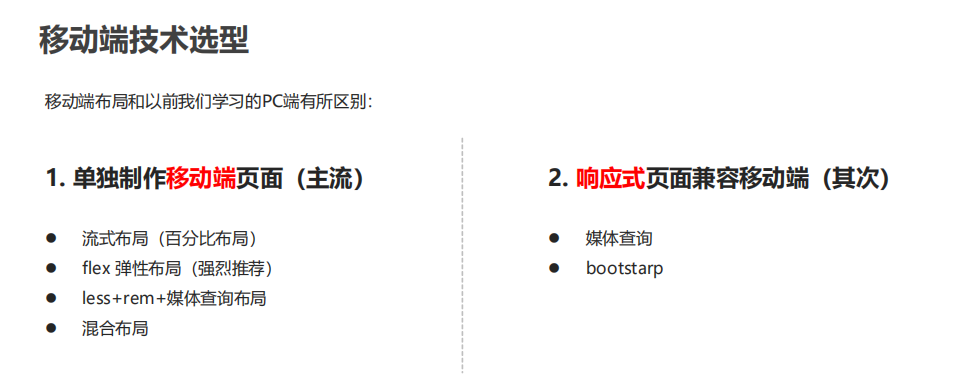 移动端技术选型
移动端布局和以前我们学习的PC端有所区别：
1. 单独制作移动端页面（主流）
流式布局（百分比布局）
flex 弹性布局（强烈推荐）
less+rem+媒体查询布局
混合布局
2. 响应式页面兼容移动端（其次）
媒体查询
bootstarp